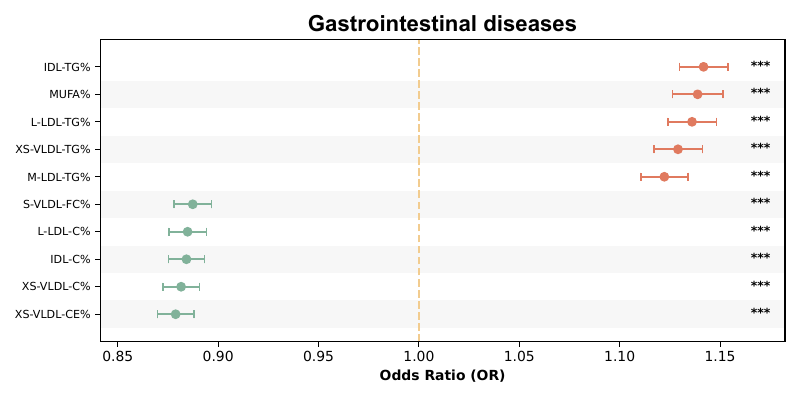 Gastrointestinal diseases
IDL-TG% ***
MUFA% ***
L-LDL-TG% ***
XS-VLDL-TG% ***
M-LDL-TG% ***
S-VLDL-FC% ***
L-LDL-C% ***
IDL-C% ***
XS-VLDL-C% ***
XS-VLDL-CE% ***
0.85 0.90 0.95 1.00 1.05 1.10 1.15
Odds Ratio (OR)